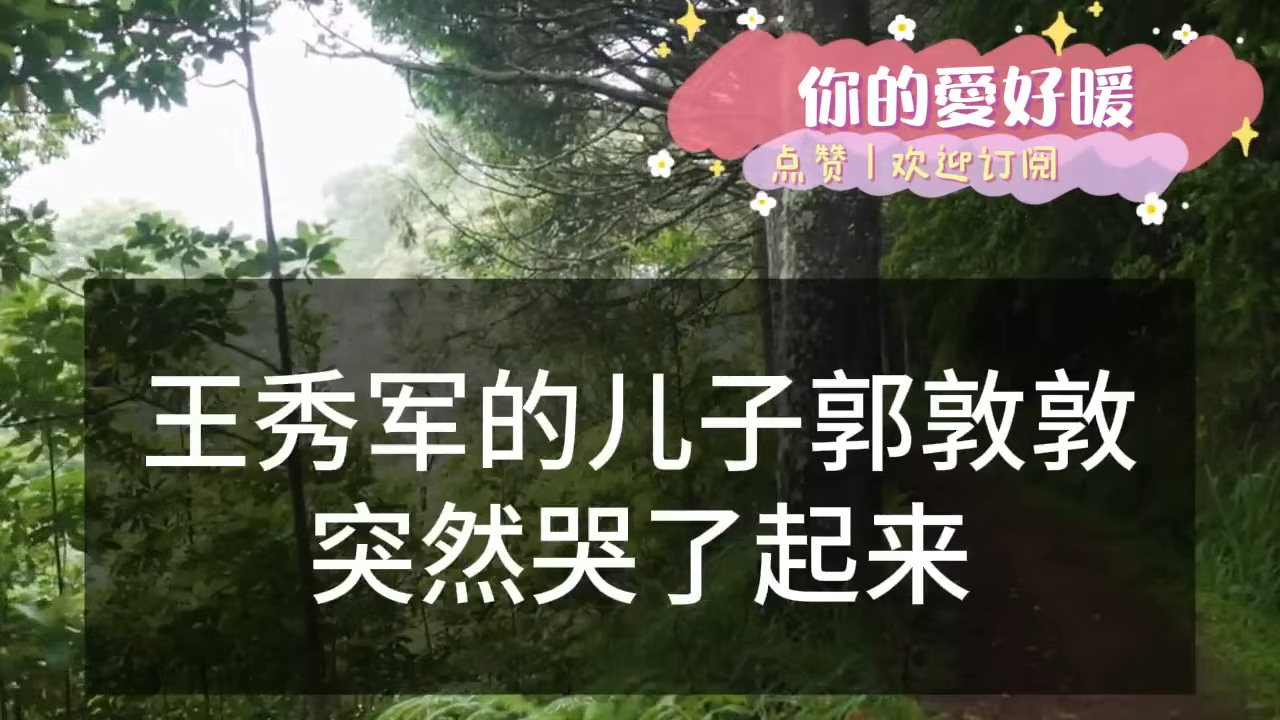 你的愛好暖
点赞 | 欢迎订阅
王秀军的儿子郭敦敦
突然哭了起来